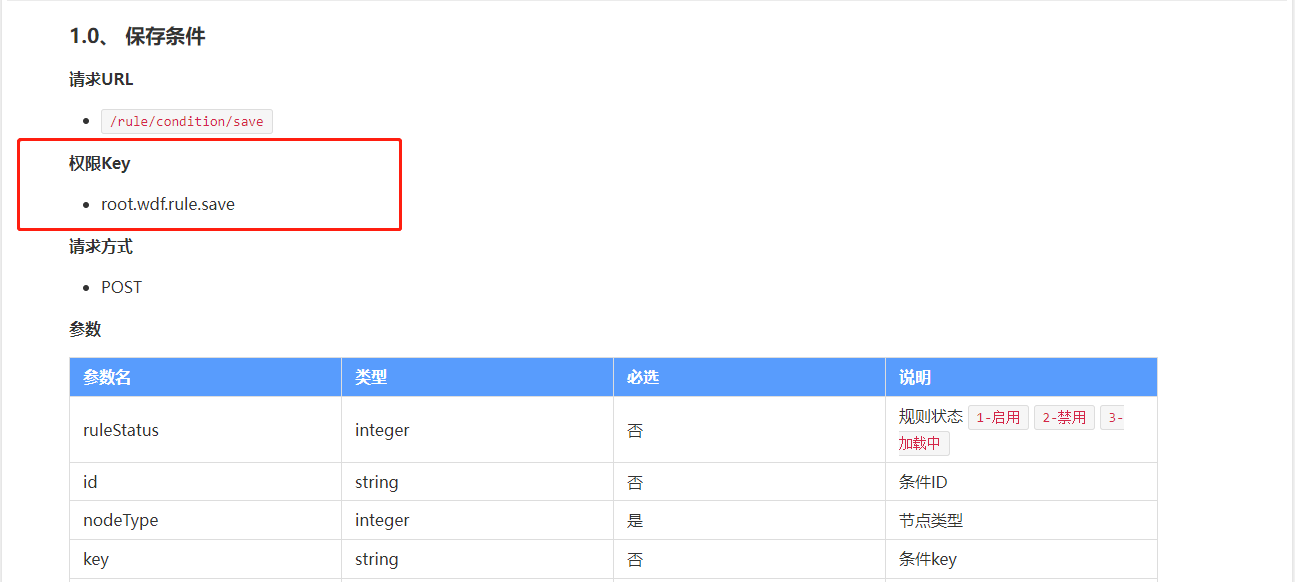 1.0、 保存条件
请求URL
/rule/condition/save
权限Key
root.wdf.rule.save
请求方式
POST
参数
参数名 类型 必选 说明
ruleStatus integer 否 规则状态 1-启用 2-禁用 3-
加载中
id string 否 条件ID
nodeType integer 是 节点类型
key string 否 条件key